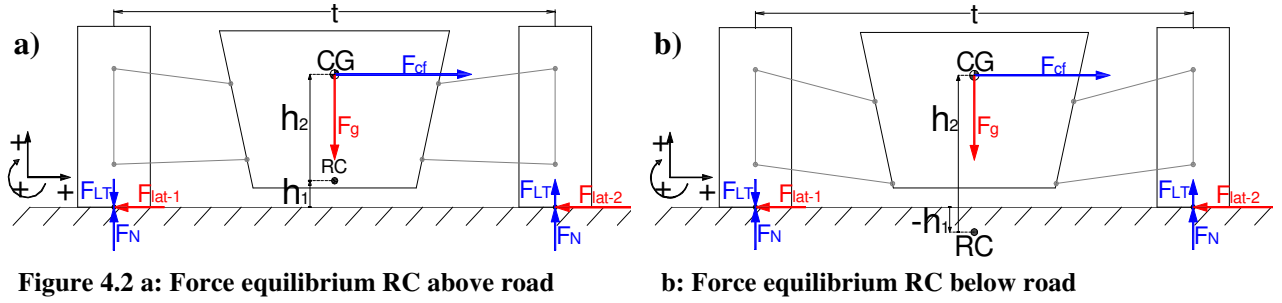 a)
t
CG
Fcf
h2
Fg
RC
h1
+
+
+
FLT
Flat-1
FN
FLT
Flat-2
FN
Figure 4.2 a: Force equilibrium RC above road
b)
t
CG
Fcf
h2
Fg
+
+
+
FLT
Flat-1
FN
-h1
RC
FLT
Flat-2
FN
b: Force equilibrium RC below road